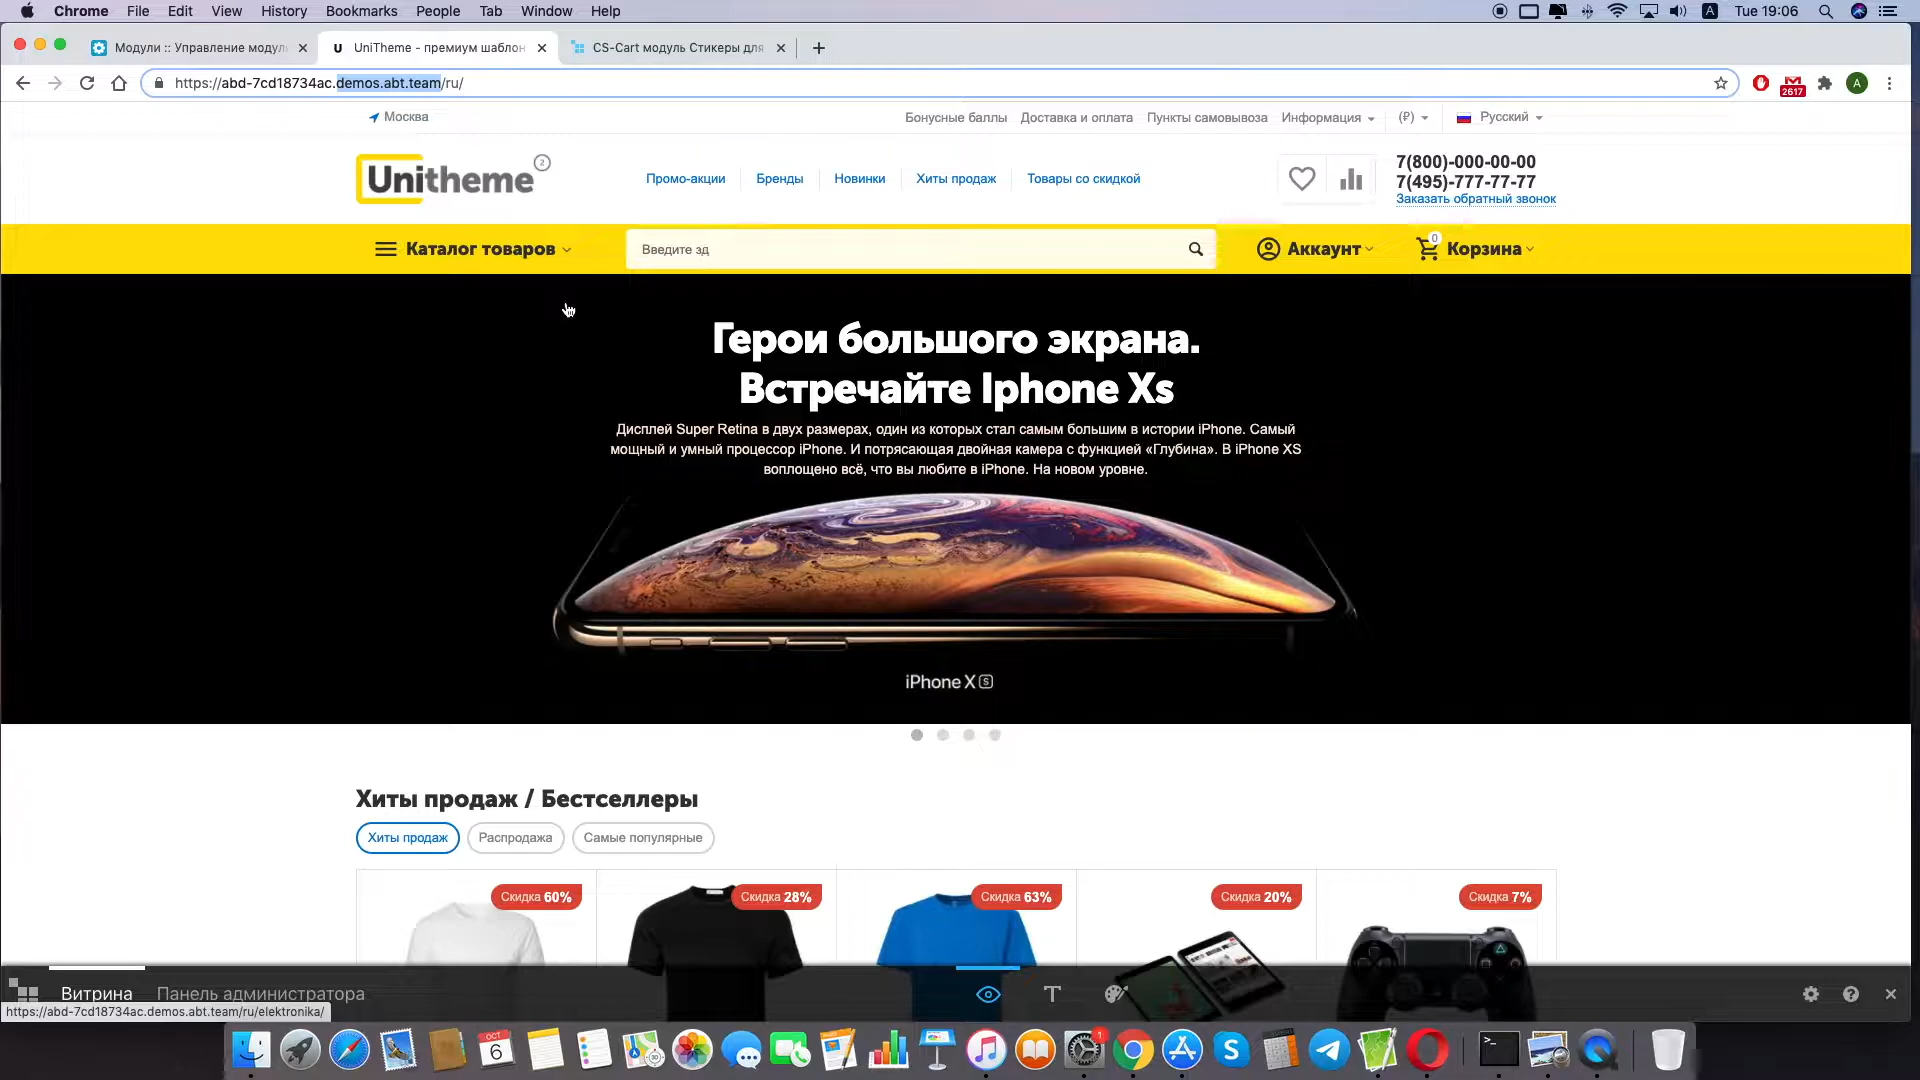 Chrome File Edit View History Bookmarks People Tab Window Help
A Tue 19:06
Модули :: Управление модул
U UniTheme - премиум шаблон
CS-Cart модуль Стикеры для
https://abd-7cd18734ac.demos.abt.team/ru/
2617
A
Москва
Бонусные баллы Доставка и оплата Пункты самовывоза Информация (₽) Русский
Unitheme 2
Промо-акции Бренды Новинки Хиты продаж Товары со скидкой
7(800)-000-00-00
7(495)-777-77-77
Заказать обратный звонок
Каталог товаров
Введите зд
Аккаунт
0
Корзина
Герои большого экрана.
Встречайте Iphone Xs
Дисплей Super Retina в двух размерах, один из которых стал самым большим в истории iPhone. Самый
мощный и умный процессор iPhone. И потрясающая двойная камера с функцией «Глубина». В iPhone XS
воплощено всё, что вы любите в iPhone. На новом уровне.
iPhone XS
Хиты продаж / Бестселлеры
Хиты продаж Распродажа Самые популярные
Скидка 60% Скидка 28% Скидка 63% Скидка 20% Скидка 7%
Витрина Панель администратора
T
?
https://abd-7cd18734ac.demos.abt.team/ru/elektronika/
OCT
6
1
S